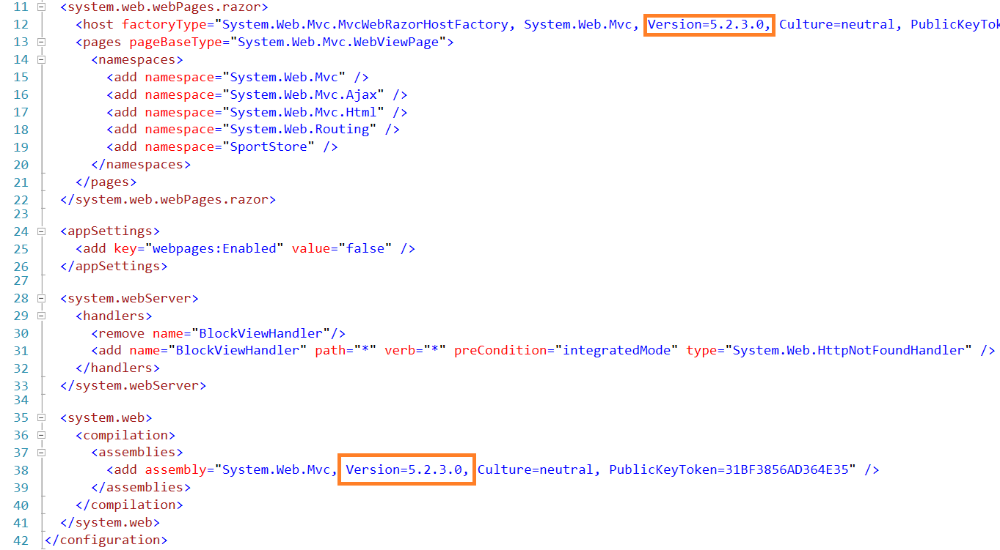 11 <system.web.webPages.razor>
12 <host factoryType="System.Web.Mvc.MvcWebRazorHostFactory, System.Web.Mvc, Version=5.2.3.0, Culture=neutral, PublicKeyTok
13 <pages pageBaseType="System.Web.Mvc.WebViewPage">
14 <namespaces>
15 <add namespace="System.Web.Mvc" />
16 <add namespace="System.Web.Mvc.Ajax" />
17 <add namespace="System.Web.Mvc.Html" />
18 <add namespace="System.Web.Routing" />
19 <add namespace="SportStore" />
20 </namespaces>
21 </pages>
22 </system.web.webPages.razor>
23
24 <appSettings>
25 <add key="webpages:Enabled" value="false" />
26 </appSettings>
27
28 <system.webServer>
29 <handlers>
30 <remove name="BlockViewHandler"/>
31 <add name="BlockViewHandler" path="*" verb="*" preCondition="integratedMode" type="System.Web.HttpNotFoundHandler" />
32 </handlers>
33 </system.webServer>
34
35 <system.web>
36 <compilation>
37 <assemblies>
38 <add assembly="System.Web.Mvc, Version=5.2.3.0, Culture=neutral, PublicKeyToken=31BF3856AD364E35" />
39 </assemblies>
40 </compilation>
41 </system.web>
42 </configuration>